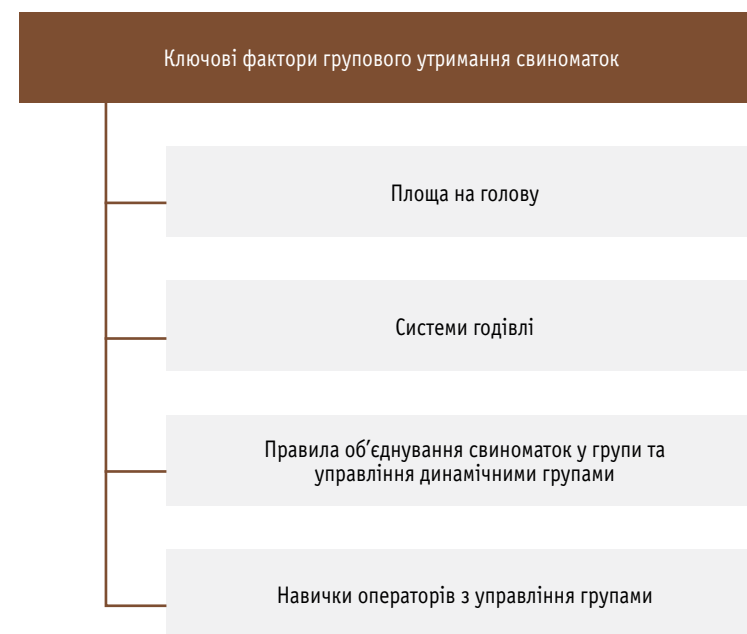 Ключові фактори групового утримання свиноматок
Площа на голову
Системи годівлі
Правила об’єднування свиноматок у групи та
управління динамічними групами
Навички операторів з управління групами